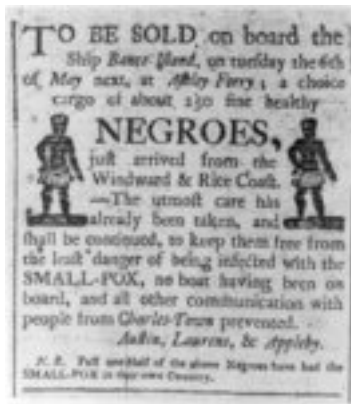 TO BE SOLD on board the
Ship Bance-Island, on tuesday the 6th
of May next, at Ashley-Ferry; a choice
cargo of about 250 fine healthy
NEGROES,
just arrived from the
Windward & Rice Coast.
—The utmost care has
already been taken, and
shall be continued, to keep them free from
the least danger of being infected with the
SMALL-POX, no boat having been on
board, and all other communication with
people from Charles-Town prevented.
Austin, Laurens, & Appleby.
N. B. Full one Half of the above Negroes have had the
SMALL-POX in their own Country.